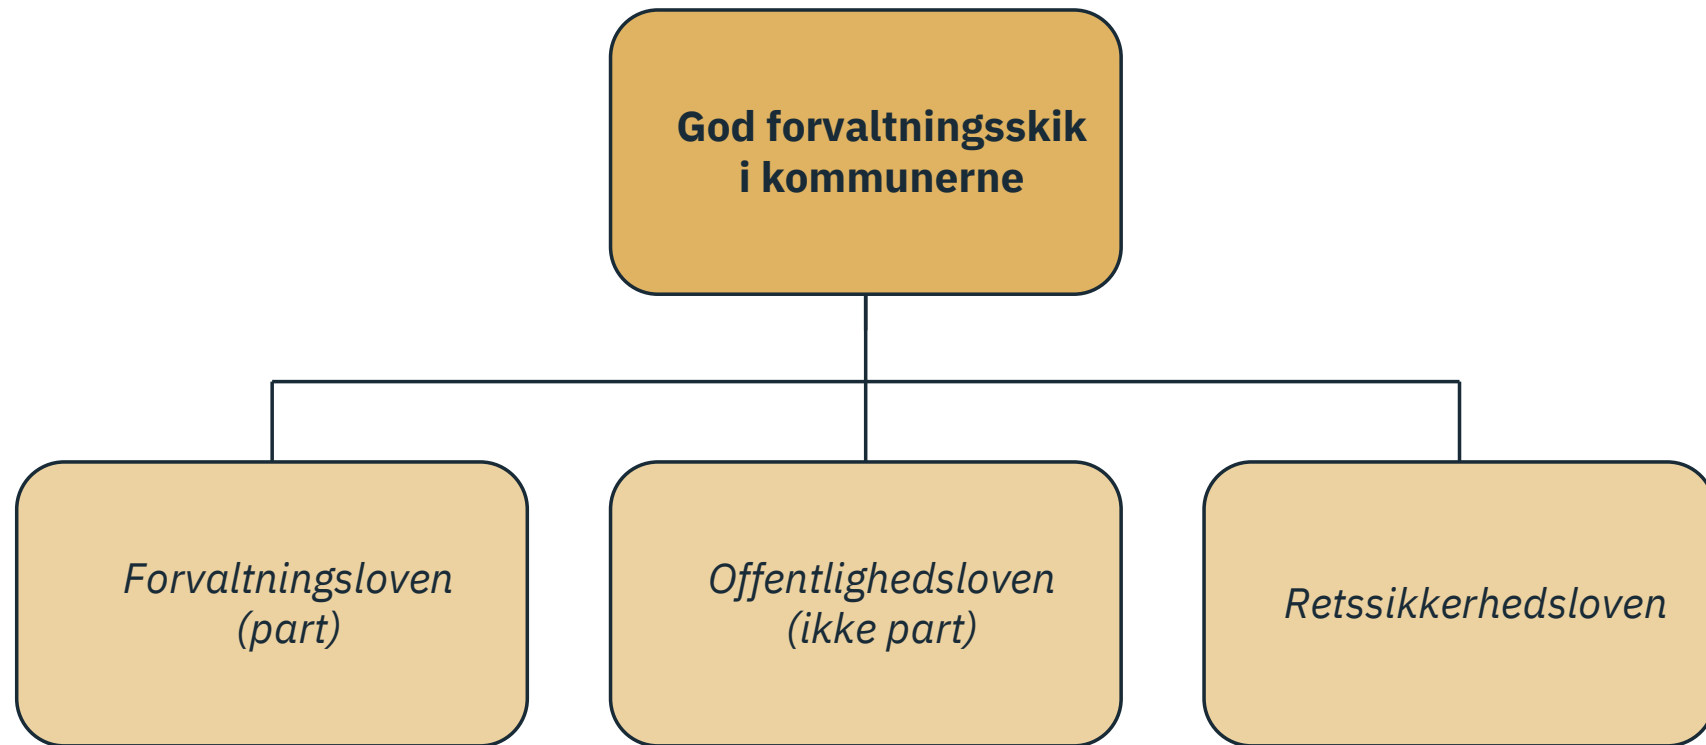 God forvaltningsskik
i kommunerne
Forvaltningsloven
(part)
Offentlighedsloven
(ikke part)
Retssikkerhedsloven